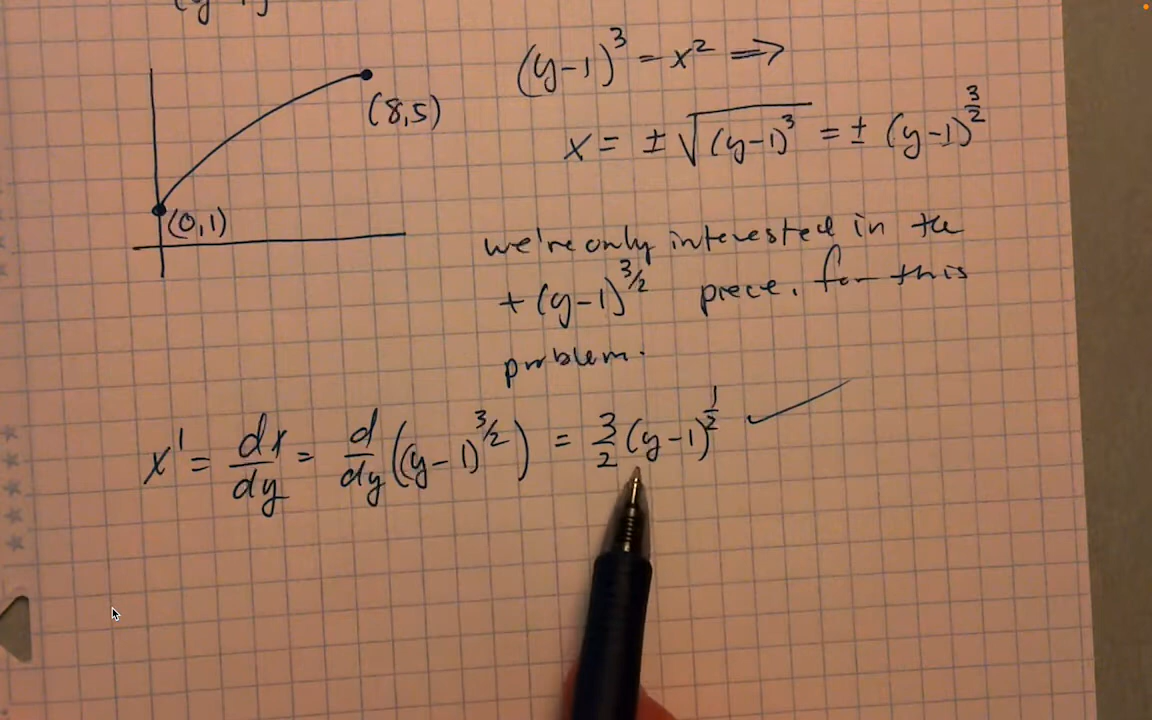 (y-1)³ = x² ⇒
(8,5)
x = ± √(y-1)³ = ± (y-1)^3/2
(0,1)
we're only interested in the
+ (y-1)^3/2 piece. for this
problem.
x' = dx/dy = d/dy ((y-1)^3/2) = 3/2 (y-1)^1/2 ✓